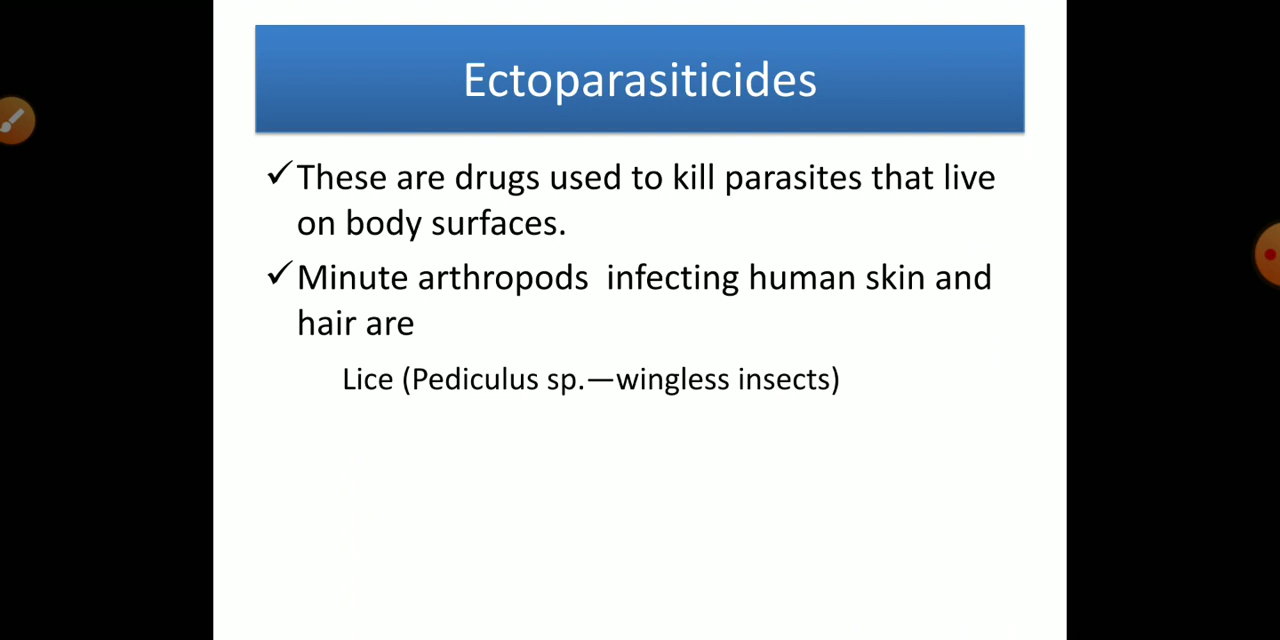 Ectoparasiticides
✓These are drugs used to kill parasites that live
on body surfaces.
✓Minute arthropods  infecting human skin and
hair are
Lice (Pediculus sp.—wingless insects)